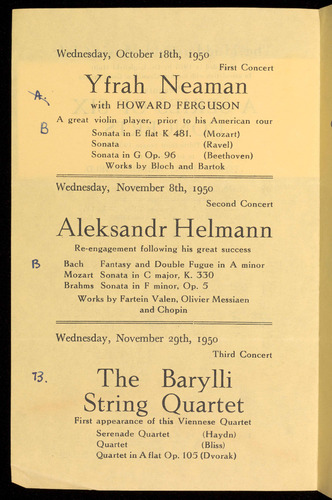 Wednesday, October 18th, 1950
First Concert
A.
Yfrah Neaman
with HOWARD FERGUSON
B
A great violin player, prior to his American tour
Sonata in E flat K 481. (Mozart)
Sonata (Ravel)
Sonata in G Op. 96 (Beethoven)
Works by Bloch and Bartok
Wednesday, November 8th, 1950
Second Concert
Aleksandr Helmann
Re-engagement following his great success
B
Bach Fantasy and Double Fugue in A minor
Mozart Sonata in C major, K. 330
Brahms Sonata in F minor, Op. 5
Works by Fartein Valen, Olivier Messiaen
and Chopin
Wednesday, November 29th, 1950
Third Concert
B.
The Barylli
String Quartet
First appearance of this Viennese Quartet
Serenade Quartet (Haydn)
Quartet (Bliss)
Quartet in A flat Op. 105 (Dvorak)